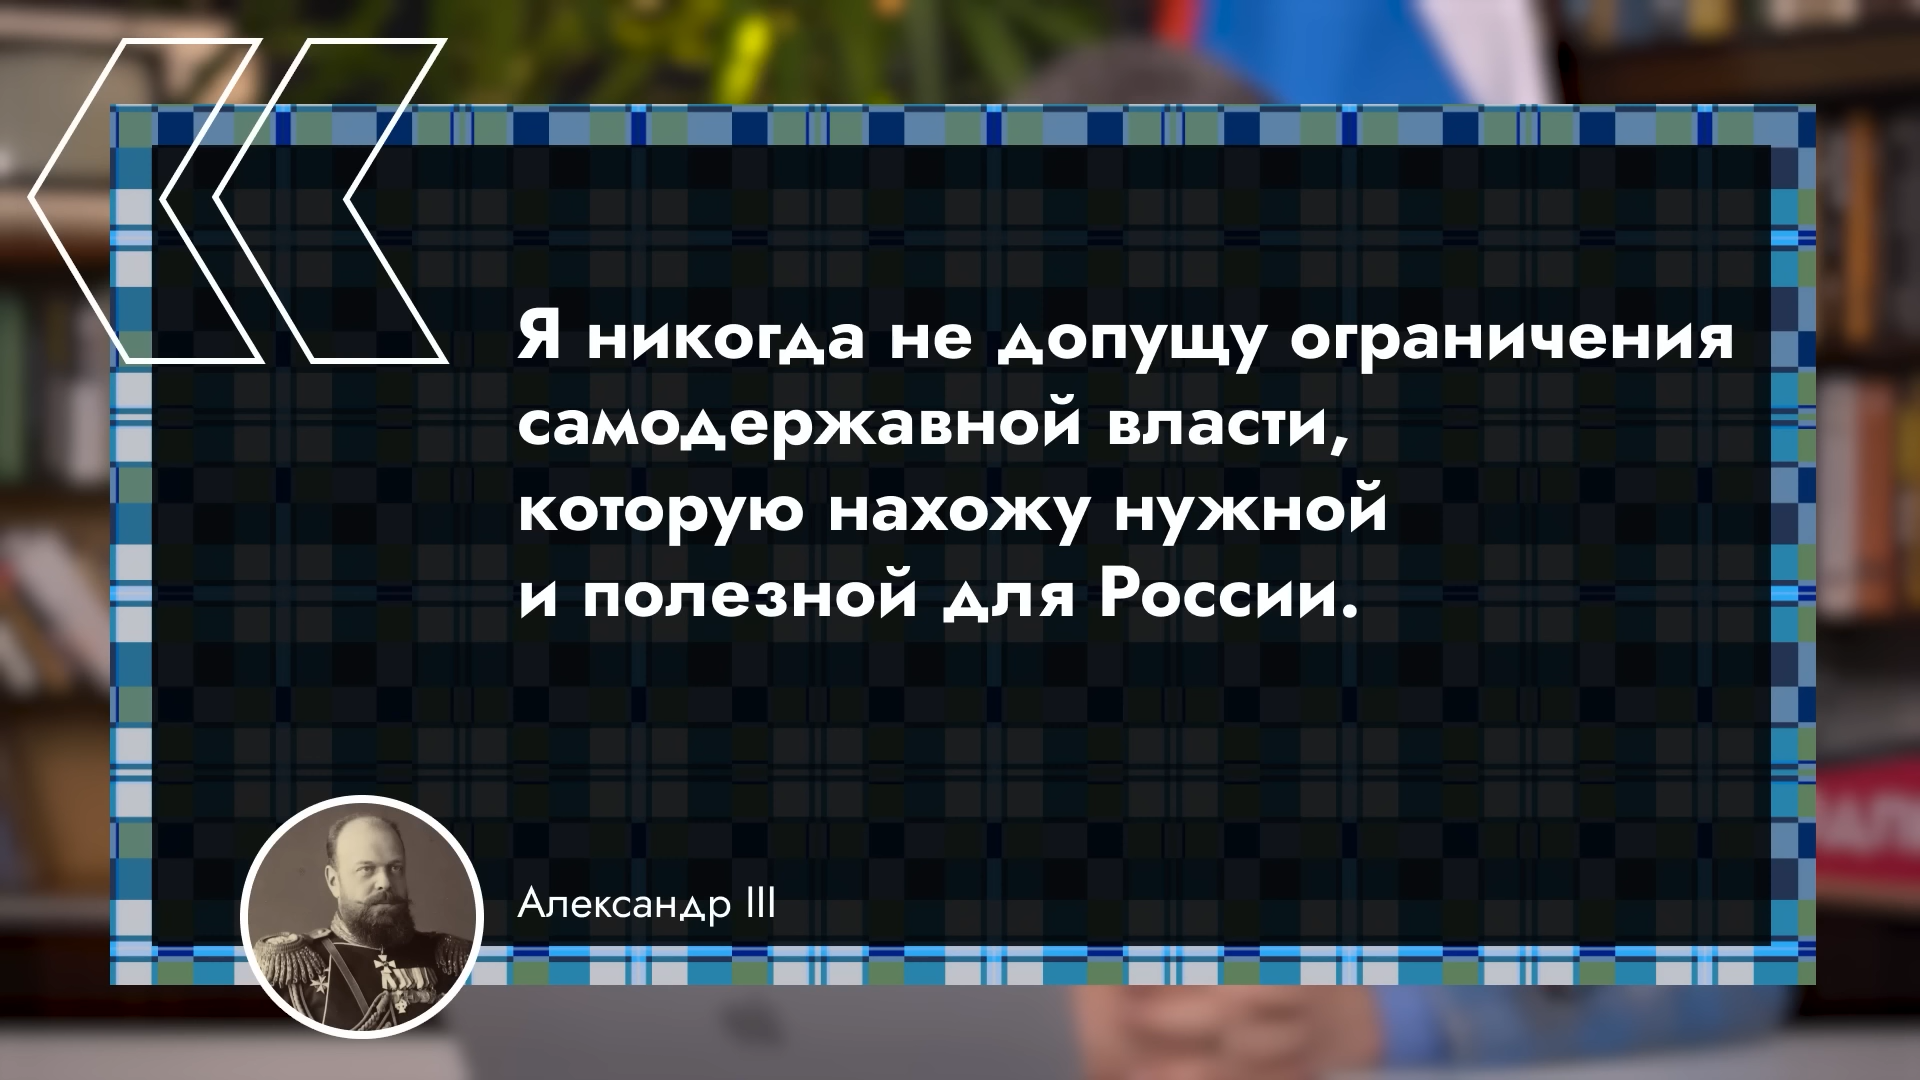 Я никогда не допущу ограничения
самодержавной власти,
которую нахожу нужной
и полезной для России.
Александр III